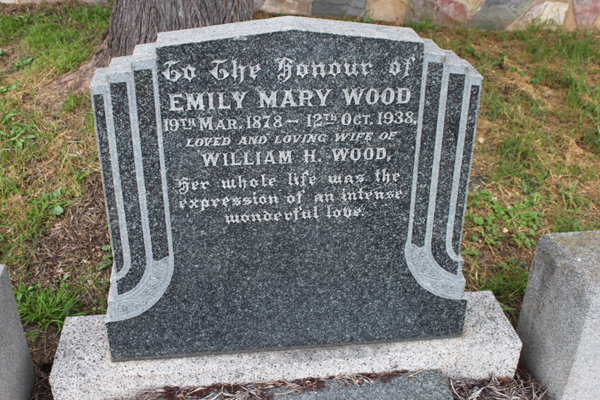 To The Honour of
EMILY MARY WOOD
19TH MAR. 1878 – 12TH OCT. 1938,
LOVED AND LOVING WIFE OF
WILLIAM H. WOOD,
Her whole life was the
expression of an intense
wonderful love.